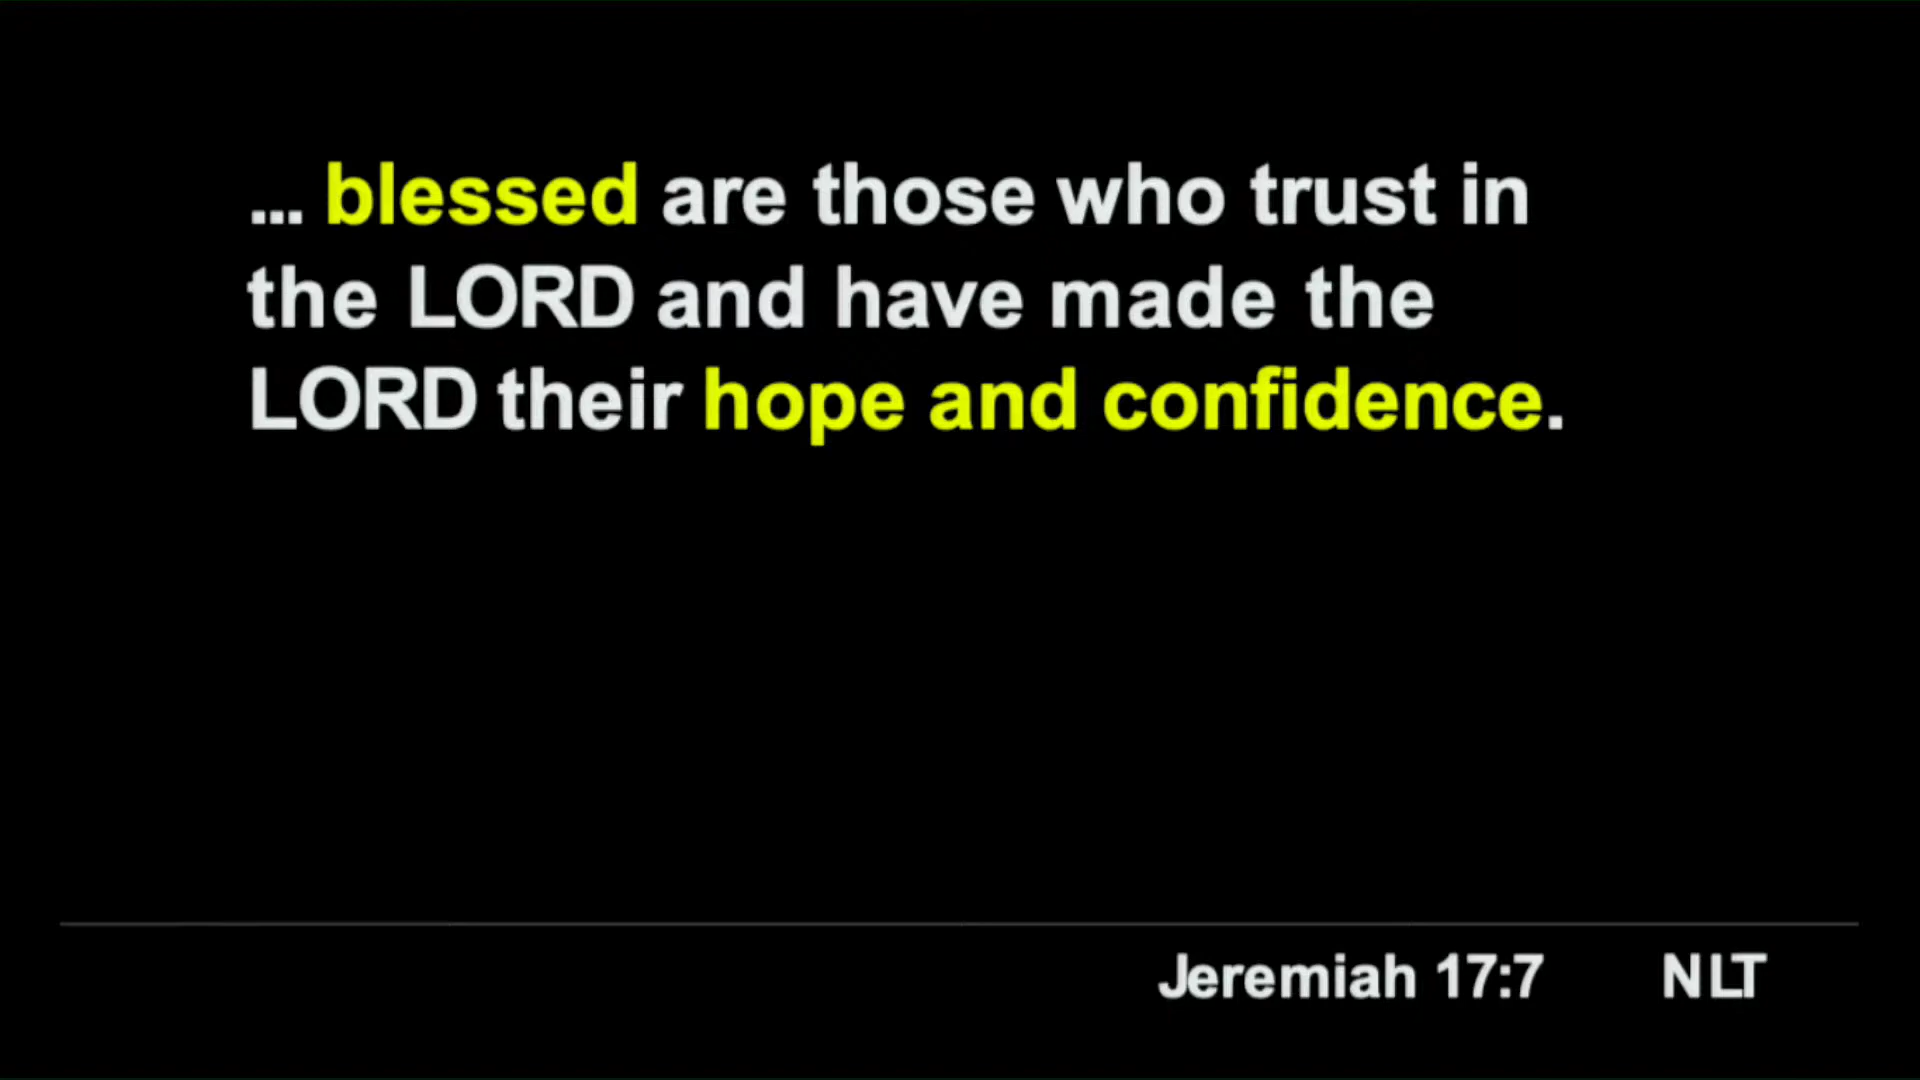 ... blessed are those who trust in
the LORD and have made the
LORD their hope and confidence.
Jeremiah 17:7 NLT